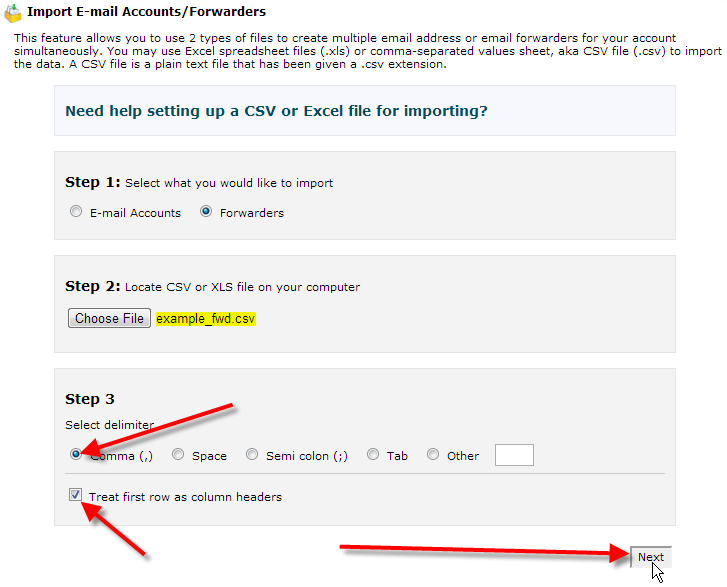 Import E-mail Accounts/Forwarders
This feature allows you to use 2 types of files to create multiple email address or email forwarders for your account
simultaneously. You may use Excel spreadsheet files (.xls) or comma-separated values sheet, aka CSV file (.csv) to import
the data. A CSV file is a plain text file that has been given a .csv extension.
Need help setting up a CSV or Excel file for importing?
Step 1: Select what you would like to import
E-mail Accounts Forwarders
Step 2: Locate CSV or XLS file on your computer
Choose File example_fwd.csv
Step 3
Select delimiter
Comma (,) Space Semi colon (;) Tab Other
Treat first row as column headers
Next